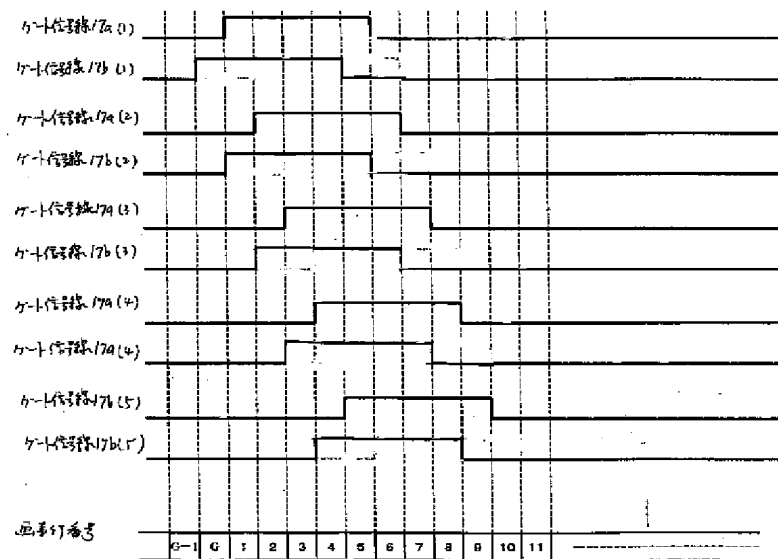 ゲート信号線17a(1)
ゲート信号線17b(1)
ゲート信号線17a(2)
ゲート信号線17b(2)
ゲート信号線17a(3)
ゲート信号線17b(3)
ゲート信号線17a(4)
ゲート信号線17a(4)
ゲート信号線17b(5)
ゲート信号線17b(5)
画素行番号
G-1 G 1 2 3 4 5 6 7 8 9 10 11